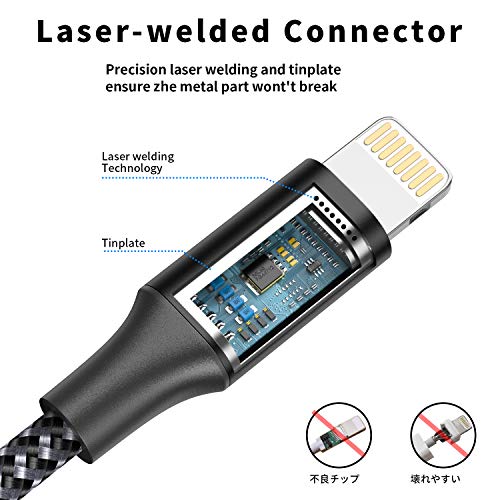 Laser-welded Connector
Precision laser welding and tinplate
ensure zhe metal part wont't break
Laser welding
Technology
Tinplate
不良チップ
壊れやすい